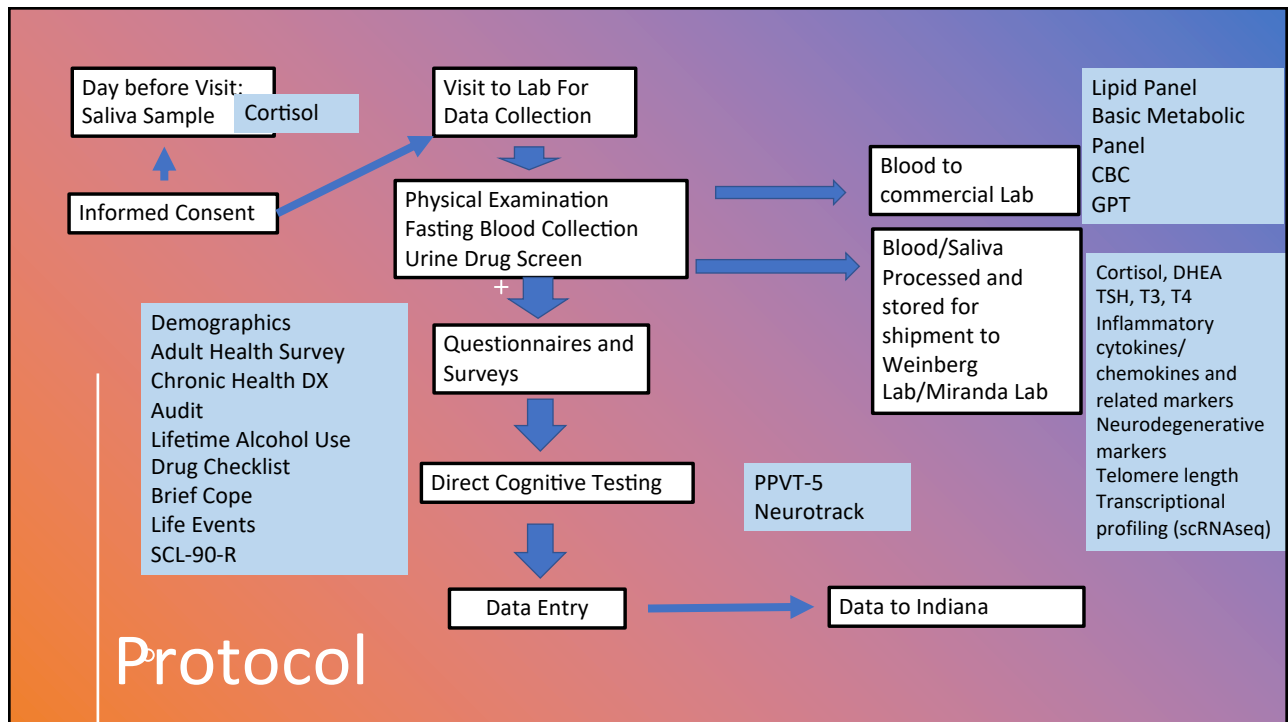 Day before Visit:
Saliva Sample
Cortisol
Informed Consent
Visit to Lab For
Data Collection
Physical Examination
Fasting Blood Collection
Urine Drug Screen
+
Blood to
commercial Lab
Lipid Panel
Basic Metabolic
Panel
CBC
GPT
Blood/Saliva
Processed and
stored for
shipment to
Weinberg
Lab/Miranda Lab
Cortisol, DHEA
TSH, T3, T4
Inflammatory
cytokines/
chemokines and
related markers
Neurodegenerative
markers
Telomere length
Transcriptional
profiling (scRNAseq)
Questionnaires and
Surveys
Demographics
Adult Health Survey
Chronic Health DX
Audit
Lifetime Alcohol Use
Drug Checklist
Brief Cope
Life Events
SCL-90-R
Direct Cognitive Testing
PPVT-5
Neurotrack
Data Entry
Data to Indiana
Protocol